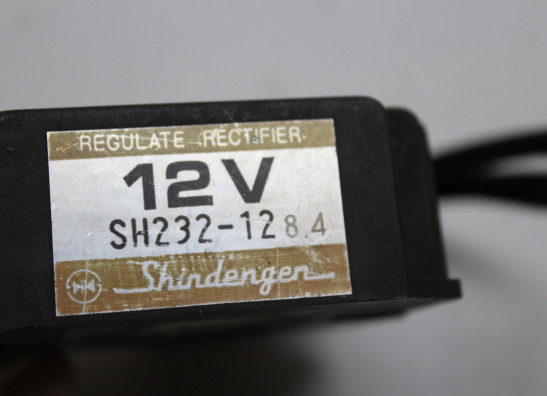 REGULATE RECTIFIER
12V
SH232-12 8.4
Shindengen